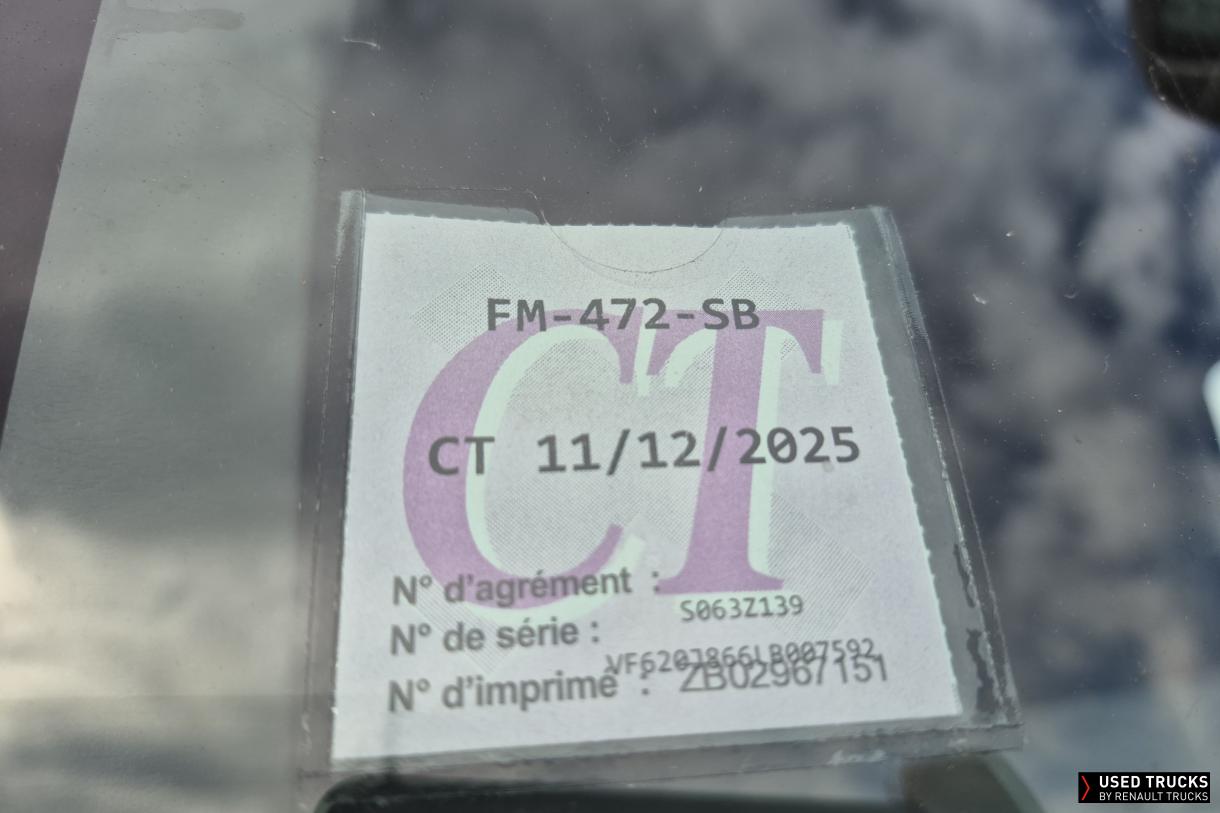 FM-472-SB
CT
CT 11/12/2025
N° d'agrément :
S063Z139
N° de série :
N° d'imprimé : ZB02967151
USED TRUCKS
BY RENAULT TRUCKS